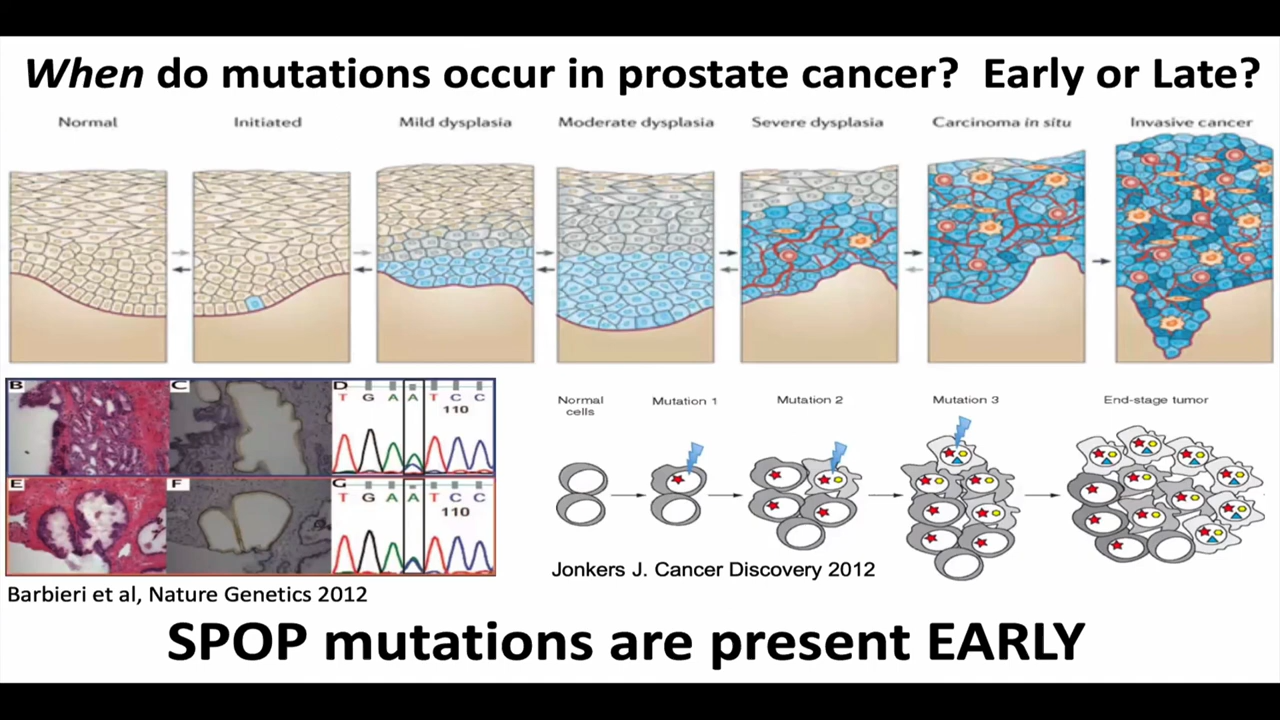 When do mutations occur in prostate cancer? Early or Late?
Normal
Initiated
Mild dysplasia
Moderate dysplasia
Severe dysplasia
Carcinoma in situ
Invasive cancer
B
C
D
T G A A T C C
110
E
F
G
T G A A T C C
110
Normal
cells
Mutation 1
Mutation 2
Mutation 3
End-stage tumor
Jonkers J. Cancer Discovery 2012
Barbieri et al, Nature Genetics 2012
SPOP mutations are present EARLY